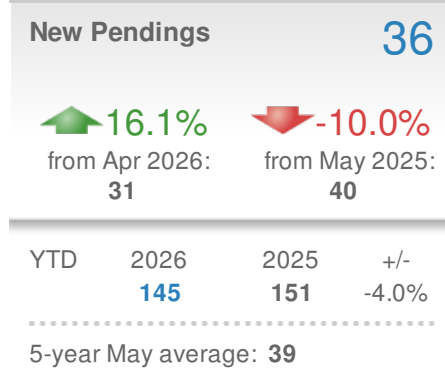 New Pendings 36
16.1% -10.0%
from Apr 2026: from May 2025:
31 40
YTD 2026 2025 +/-
145 151 -4.0%
5-year May average: 39